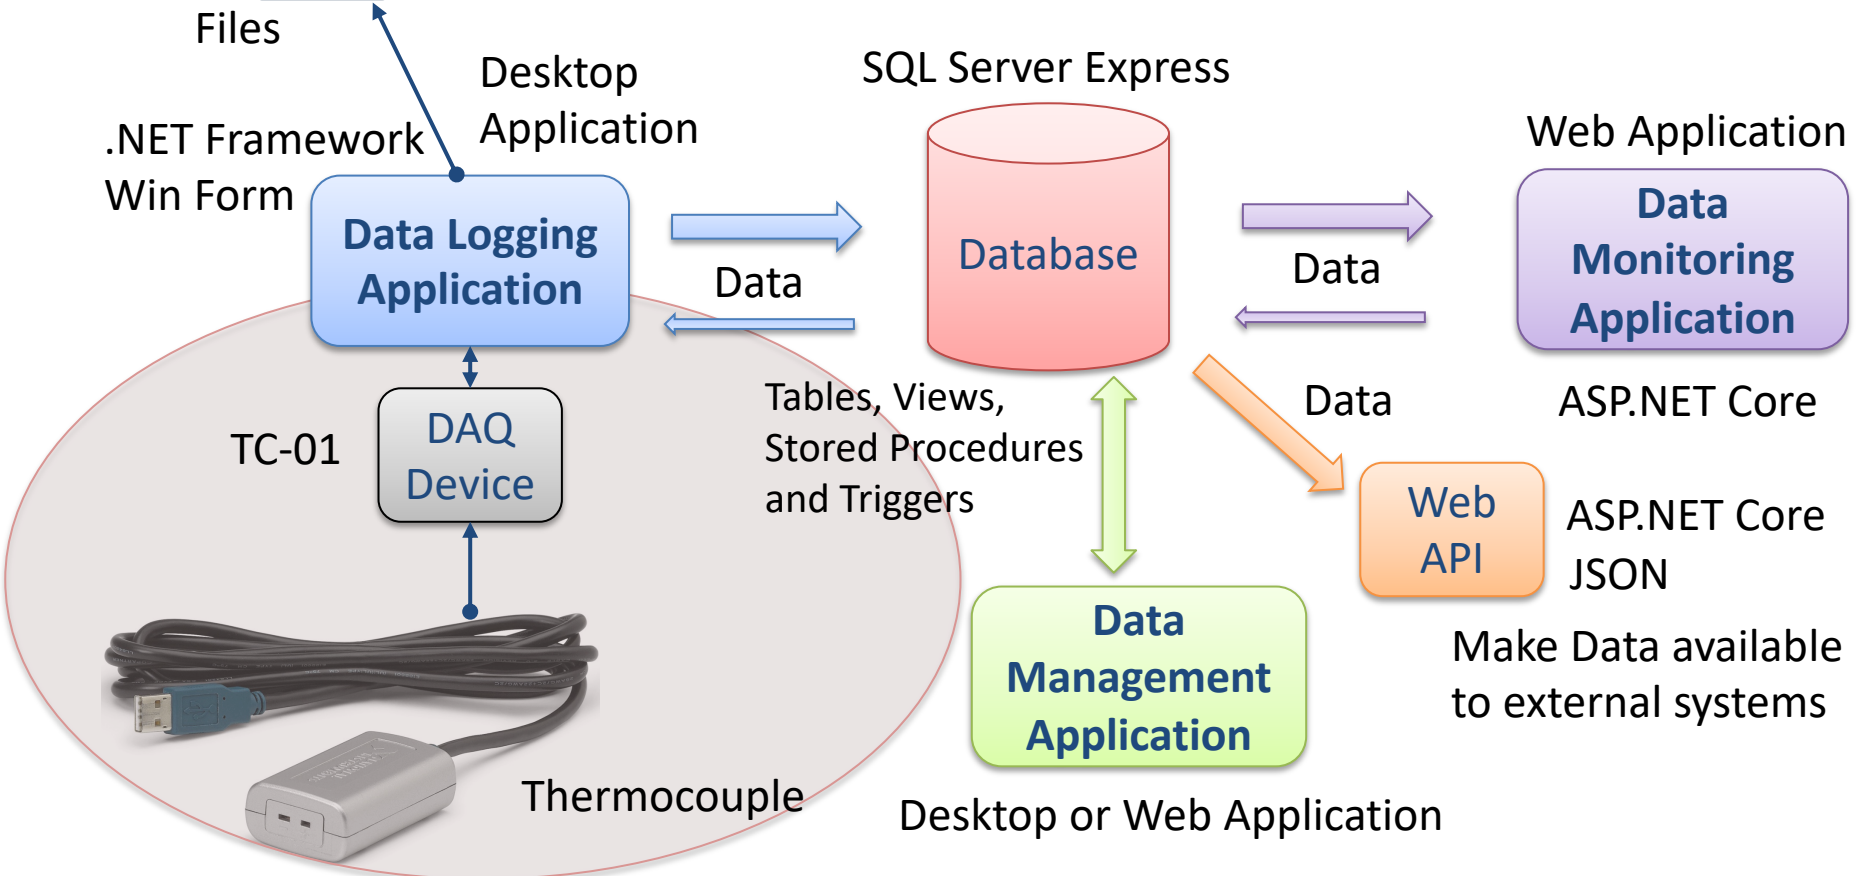 Files
Desktop
Application
.NET Framework
Win Form
Data Logging
Application
Data
SQL Server Express
Database
Tables, Views,
Stored Procedures
and Triggers
Web Application
Data
Monitoring
Application
ASP.NET Core
Data
Data
Web
API
ASP.NET Core
JSON
Make Data available
to external systems
Data
Management
Application
Desktop or Web Application
TC-01
DAQ
Device
Thermocouple